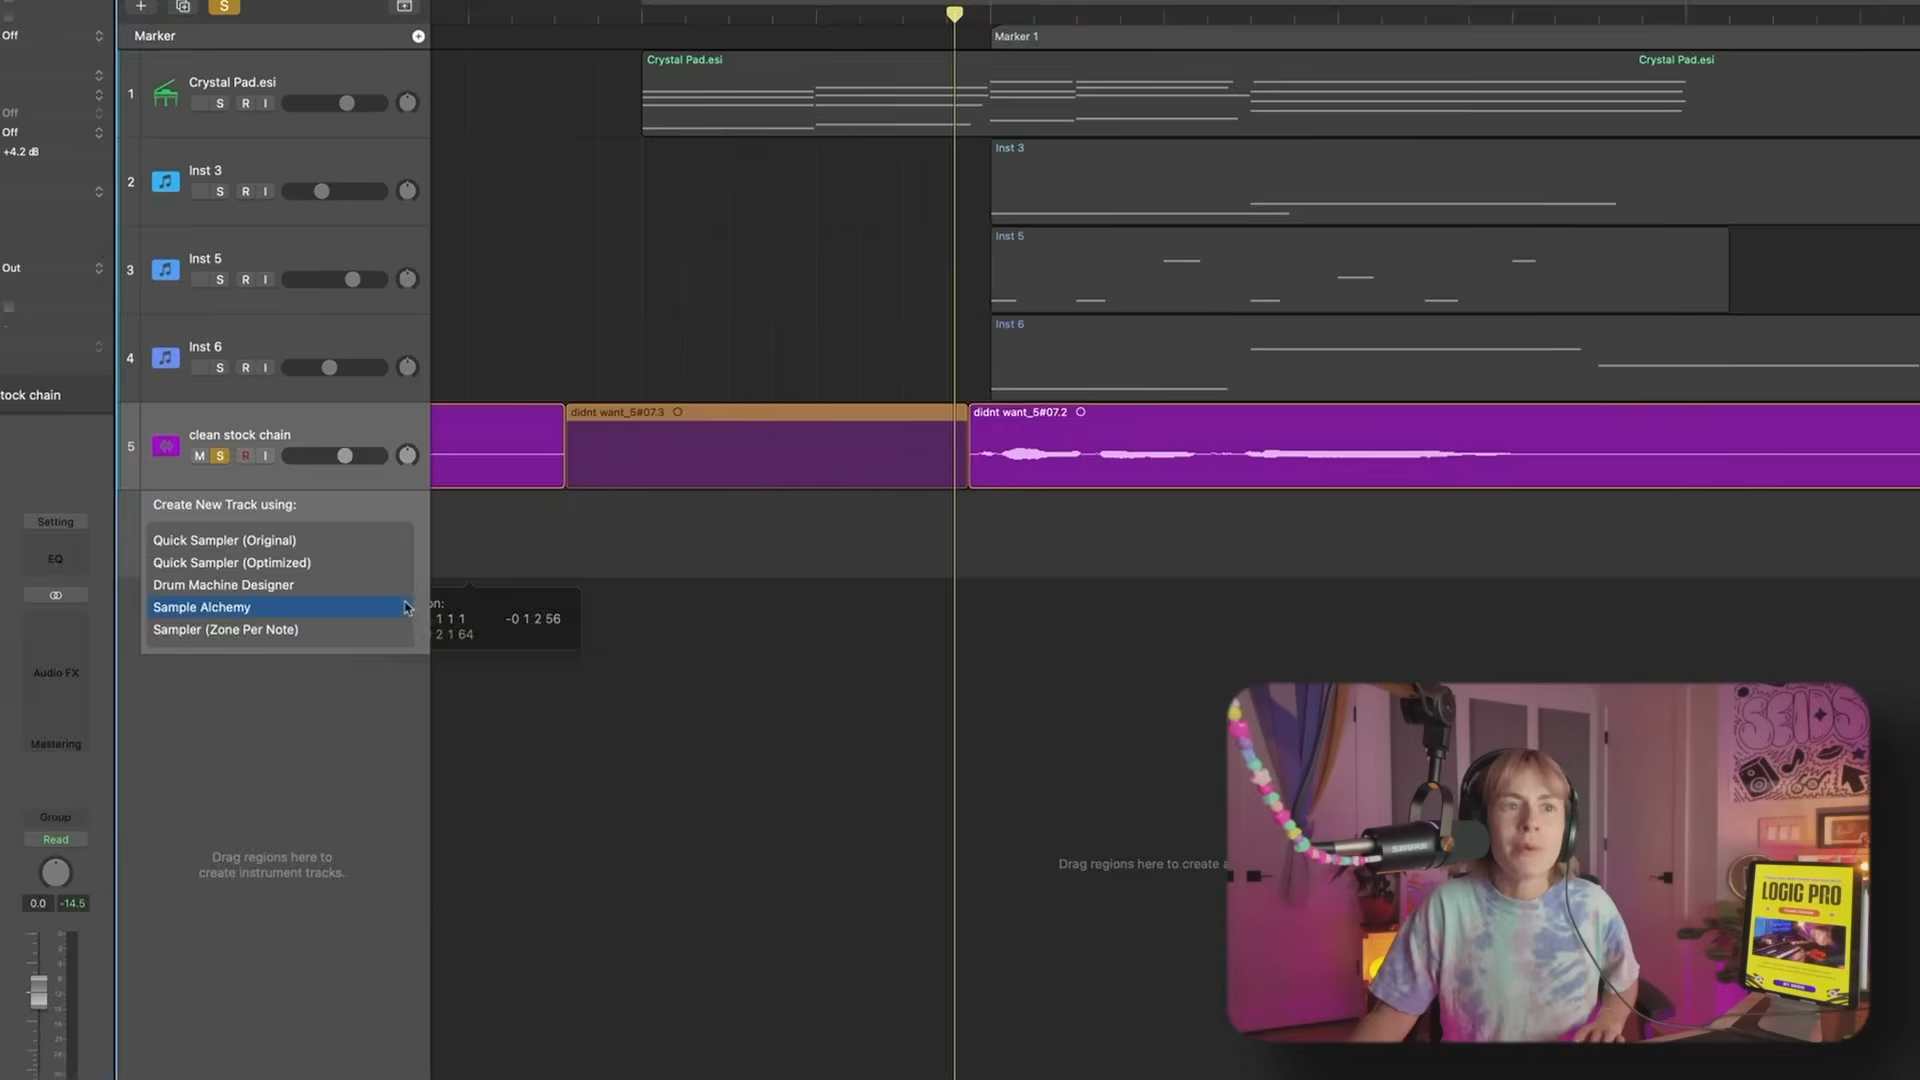 S
Off
Marker
Marker 1
Crystal Pad.esi
Crystal Pad.esi
1
Crystal Pad.esi
S R I
Off
Off
+4.2 dB
Inst 3
2
Inst 3
S R I
Inst 5
3
Inst 5
S R I
Out
Inst 6
4
Inst 6
S R I
tock chain
didnt want_5#07.3
didnt want_5#07.2
5
clean stock chain
M S R I
Create New Track using:
Quick Sampler (Original)
Quick Sampler (Optimized)
Drum Machine Designer
Sample Alchemy
Sampler (Zone Per Note)
on:
1 1 1
-0 1 2 56
2 1 64
Setting
EQ
Audio FX
Mastering
Group
Read
0.0
-14.5
Drag regions here to
create instrument tracks.
Drag regions here to create a
SEIDS
SHURE
LOGIC PRO